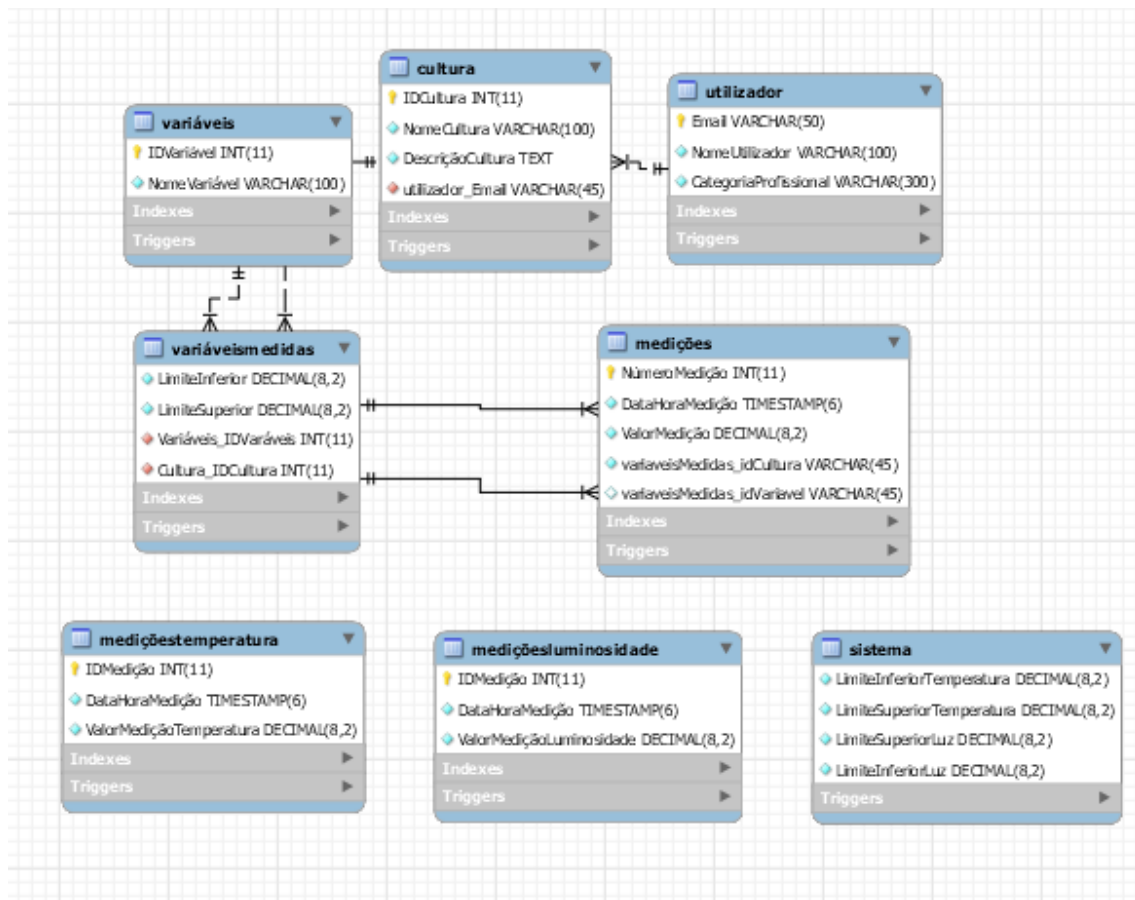 cultura
IDCultura INT(11)
NomeCultura VARCHAR(100)
DescriçãoCultura TEXT
utilizador_Email VARCHAR(45)
Indexes
Triggers
utilizador
Email VARCHAR(50)
NomeUtilizador VARCHAR(100)
CategoriaProfissional VARCHAR(300)
Indexes
Triggers
variáveis
IDVariável INT(11)
NomeVariável VARCHAR(100)
Indexes
Triggers
variáveismedidas
LimiteInferior DECIMAL(8,2)
LimiteSuperior DECIMAL(8,2)
Variáveis_IDVaráveis INT(11)
Cultura_IDCultura INT(11)
Indexes
Triggers
medições
NúmeroMedição INT(11)
DataHoraMedição TIMESTAMP(6)
ValorMedição DECIMAL(8,2)
variaveisMedidas_idCultura VARCHAR(45)
variaveisMedidas_idVariavel VARCHAR(45)
Indexes
Triggers
mediçõestemperatura
IDMedição INT(11)
DataHoraMedição TIMESTAMP(6)
ValorMediçãoTemperatura DECIMAL(8,2)
Indexes
Triggers
mediçõesluminosidade
IDMedição INT(11)
DataHoraMedição TIMESTAMP(6)
ValorMediçãoLuminosidade DECIMAL(8,2)
Indexes
Triggers
sistema
LimiteInferiorTemperatura DECIMAL(8,2)
LimiteSuperiorTemperatura DECIMAL(8,2)
LimiteSuperiorLuz DECIMAL(8,2)
LimiteInferiorLuz DECIMAL(8,2)
Triggers